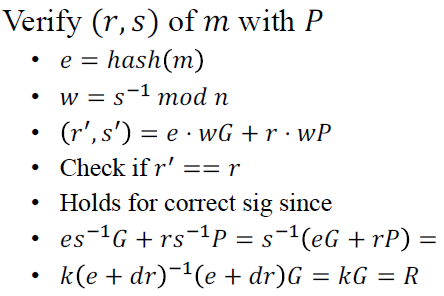 Verify (r, s) of m with P
• e = hash(m)
• w = s⁻¹ mod n
• (r′, s′) = e · wG + r · wP
• Check if r′ == r
• Holds for correct sig since
• es⁻¹G + rs⁻¹P = s⁻¹(eG + rP) =
• k(e + dr)⁻¹(e + dr)G = kG = R